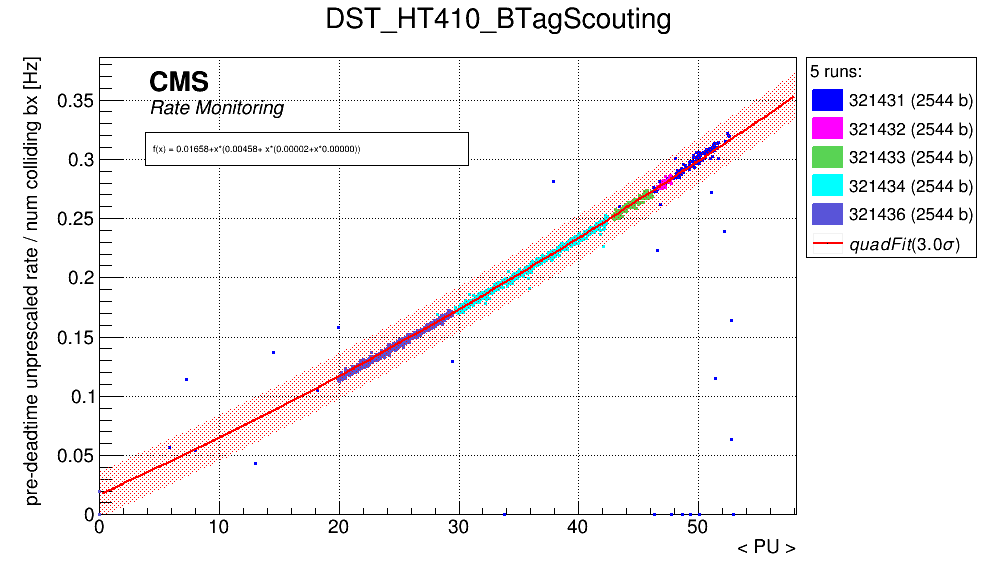 DST_HT410_BTagScouting
pre-deadtime unprescaled rate / num colliding bx [Hz]
CMS
Rate Monitoring
f(x) = 0.01658+x*(0.00458+ x*(0.00002+x*0.00000))
0.35
0.3
0.25
0.2
0.15
0.1
0.05
0
0 10 20 30 40 50
< PU >
5 runs:
321431 (2544 b)
321432 (2544 b)
321433 (2544 b)
321434 (2544 b)
321436 (2544 b)
quadFit(3.0σ)